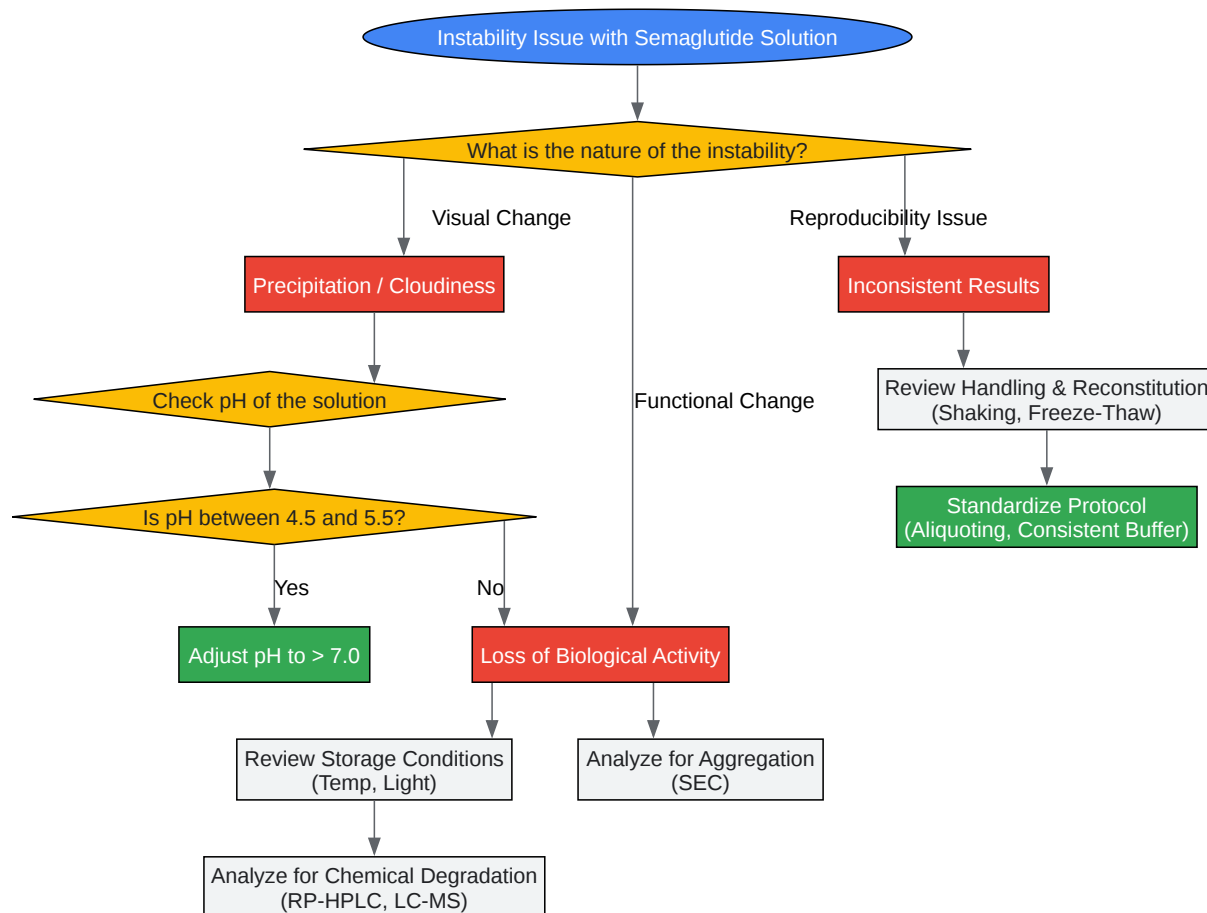 Instability Issue with Semaglutide Solution
What is the nature of the instability?
Visual Change
Reproducibility Issue
Precipitation / Cloudiness
Inconsistent Results
Check pH of the solution
Functional Change
Review Handling & Reconstitution
(Shaking, Freeze-Thaw)
Is pH between 4.5 and 5.5?
Standardize Protocol
(Aliquoting, Consistent Buffer)
Yes
No
Adjust pH to > 7.0
Loss of Biological Activity
Review Storage Conditions
(Temp, Light)
Analyze for Aggregation
(SEC)
Analyze for Chemical Degradation
(RP-HPLC, LC-MS)